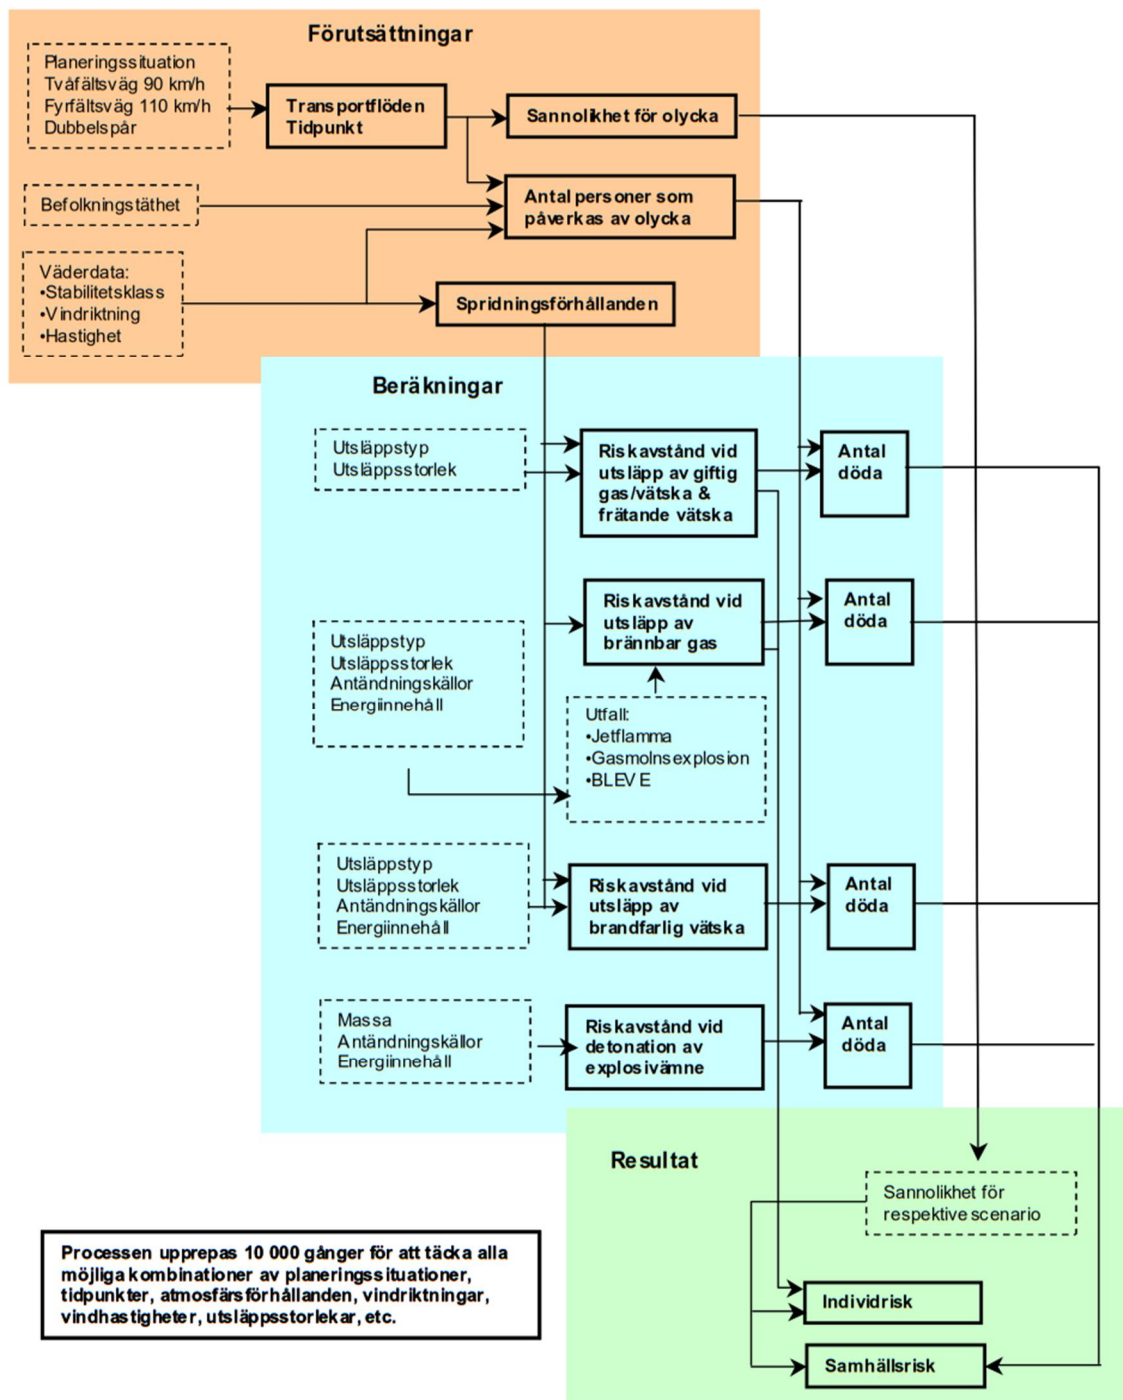 Förutsättningar
Planeringssituation
Tvåfältsväg 90 km/h
Fyrfältsväg 110 km/h
Dubbelspår
Transportflöden
Tidpunkt
Sannolikhet för olycka
Befolkningstäthet
Antal personer som
påverkas av olycka
Väderdata:
•Stabilitetsklass
•Vindriktning
•Hastighet
Spridningsförhållanden
Beräkningar
Utsläppstyp
Utsläppsstorlek
Riskavstånd vid
utsläpp av giftig
gas/vätska &
frätande vätska
Antal
döda
Utsläppstyp
Utsläppsstorlek
Antändningskällor
Energiinnehåll
Riskavstånd vid
utsläpp av
brännbar gas
Antal
döda
Utfall:
•Jetflamma
•Gasmolnsexplosion
•BLEVE
Utsläppstyp
Utsläppsstorlek
Antändningskällor
Energiinnehåll
Riskavstånd vid
utsläpp av
brandfarlig vätska
Antal
döda
Massa
Antändningskällor
Energiinnehåll
Riskavstånd vid
detonation av
explosivämne
Antal
döda
Resultat
Sannolikhet för
respektive scenario
Processen upprepas 10 000 gånger för att täcka alla
möjliga kombinationer av planeringssituationer,
tidpunkter, atmosfärsförhållanden, vindriktningar,
vindhastigheter, utsläppsstorlekar, etc.
Individrisk
Samhällsrisk